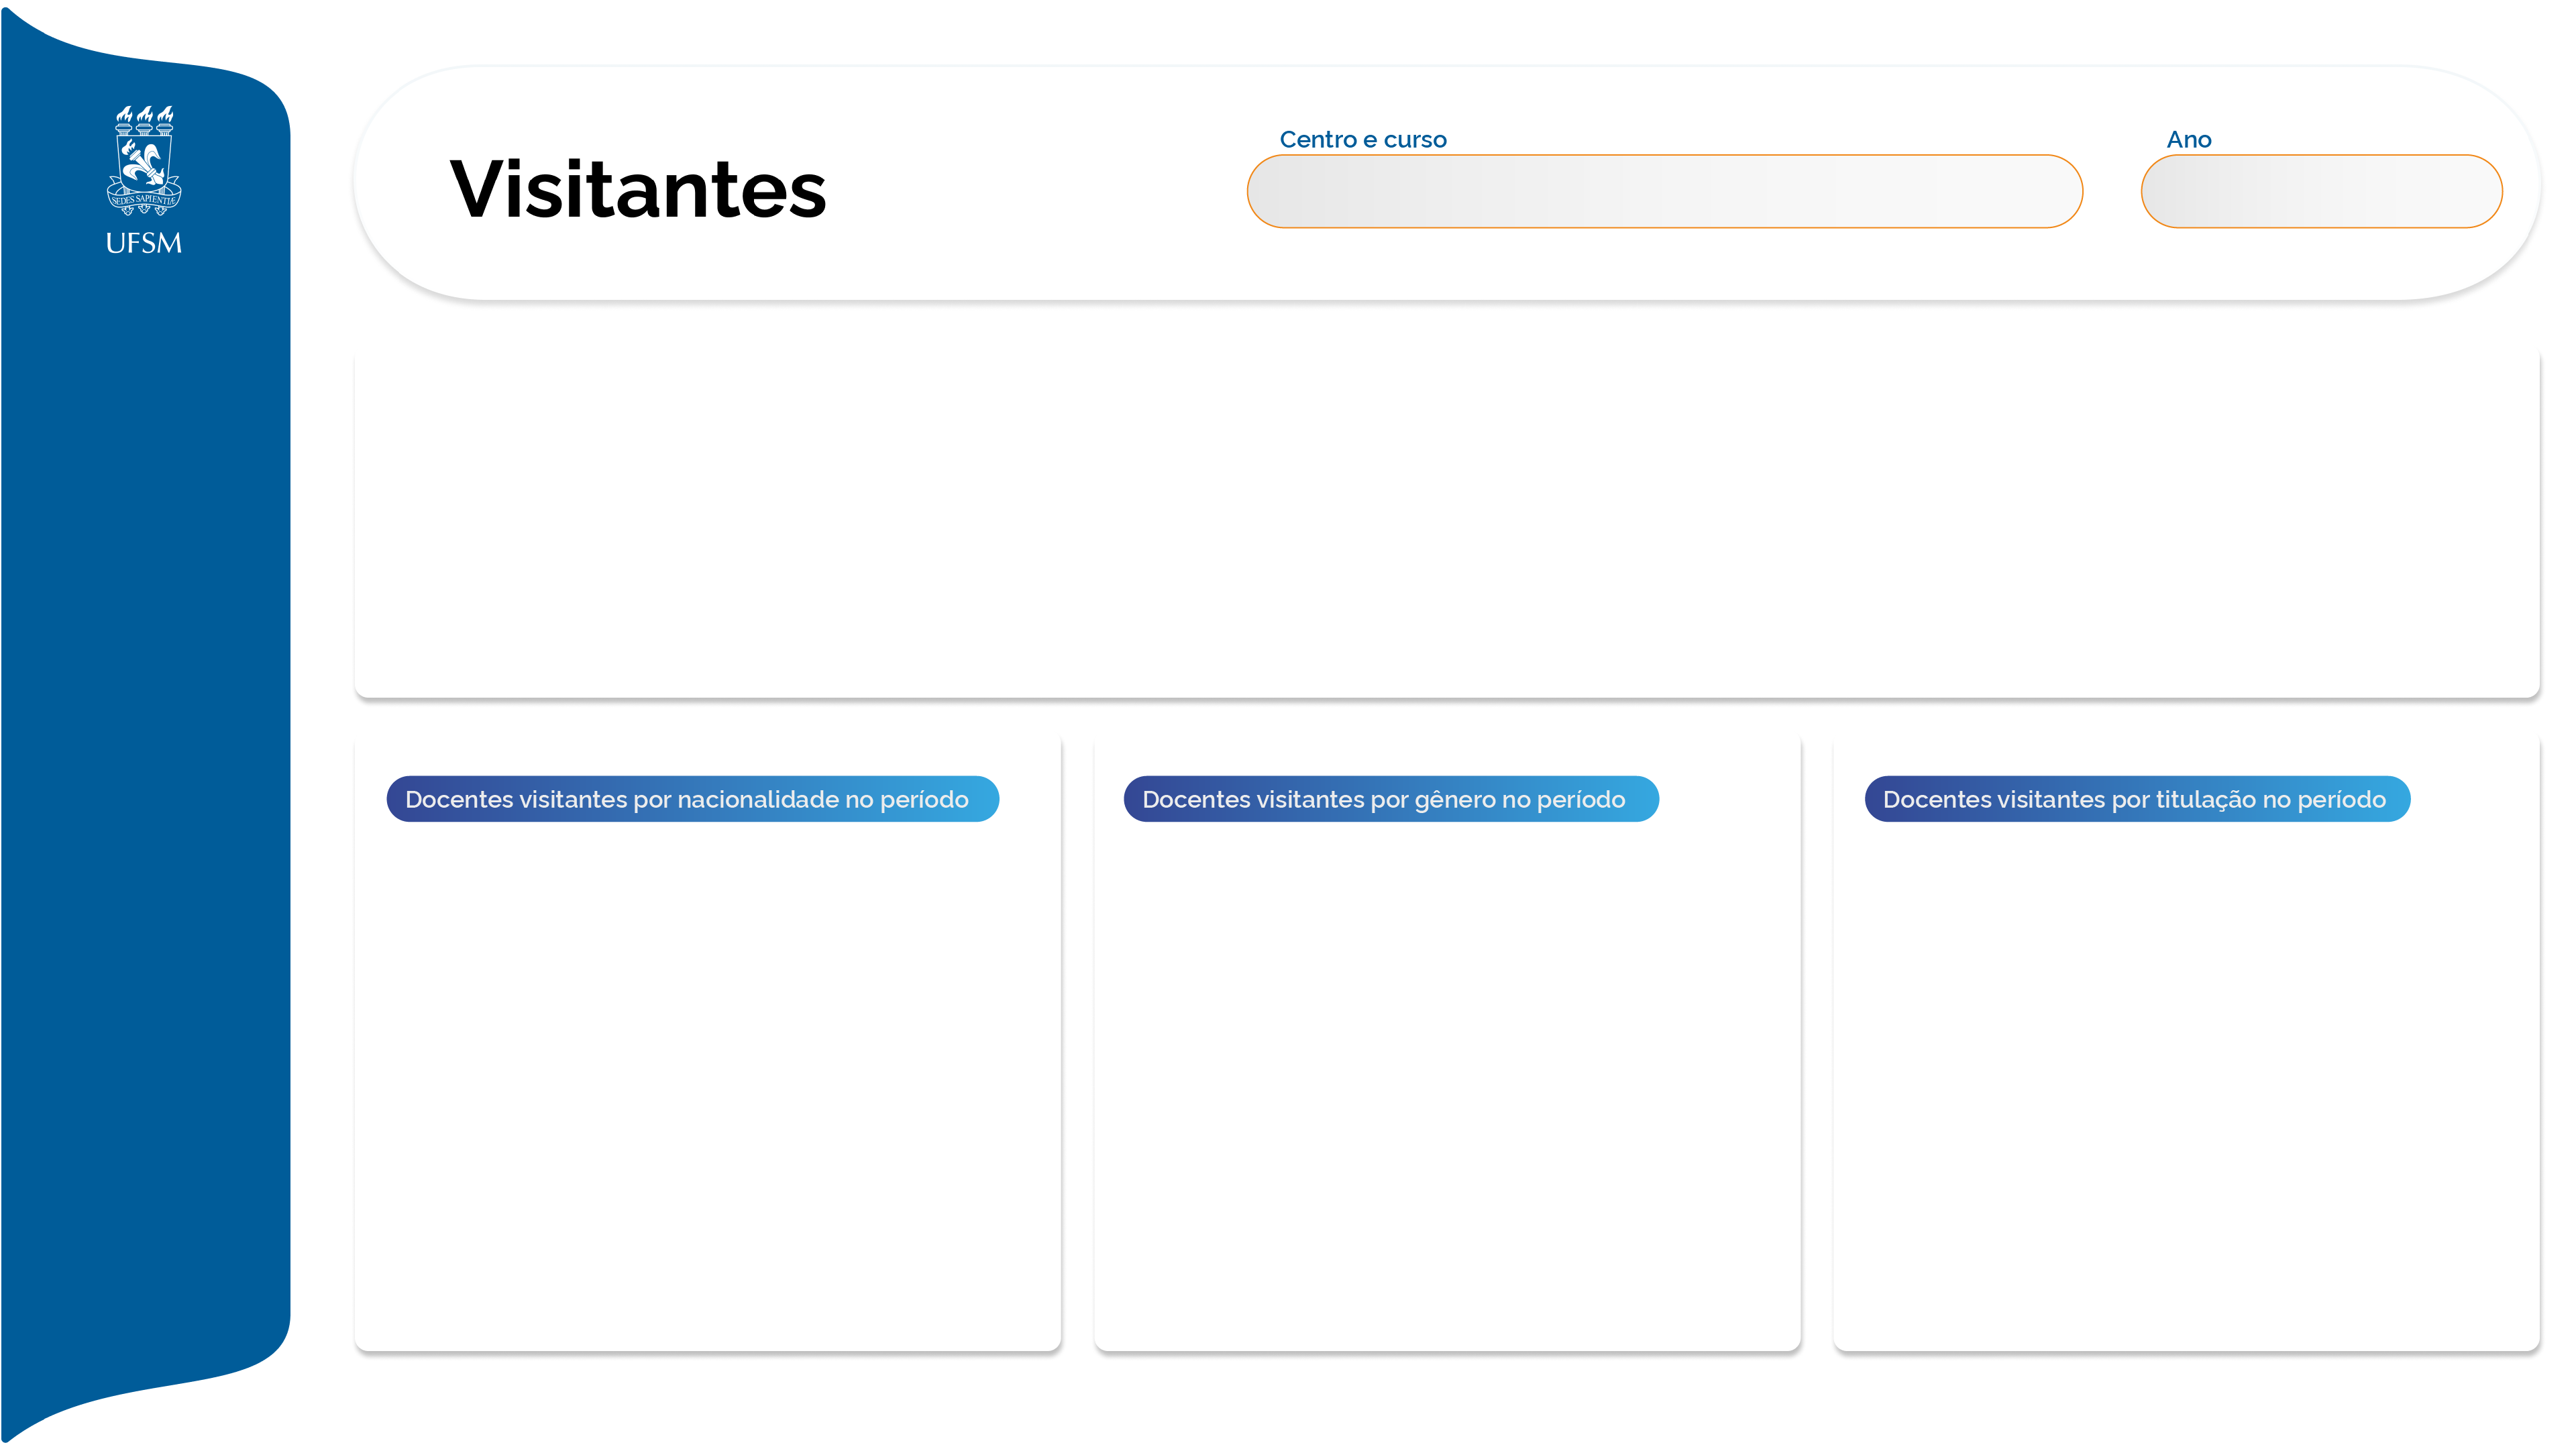 SEDES SAPIENTIÆ
UFSM
Visitantes
Centro e curso
Ano
Docentes visitantes por nacionalidade no período
Docentes visitantes por gênero no período
Docentes visitantes por titulação no período